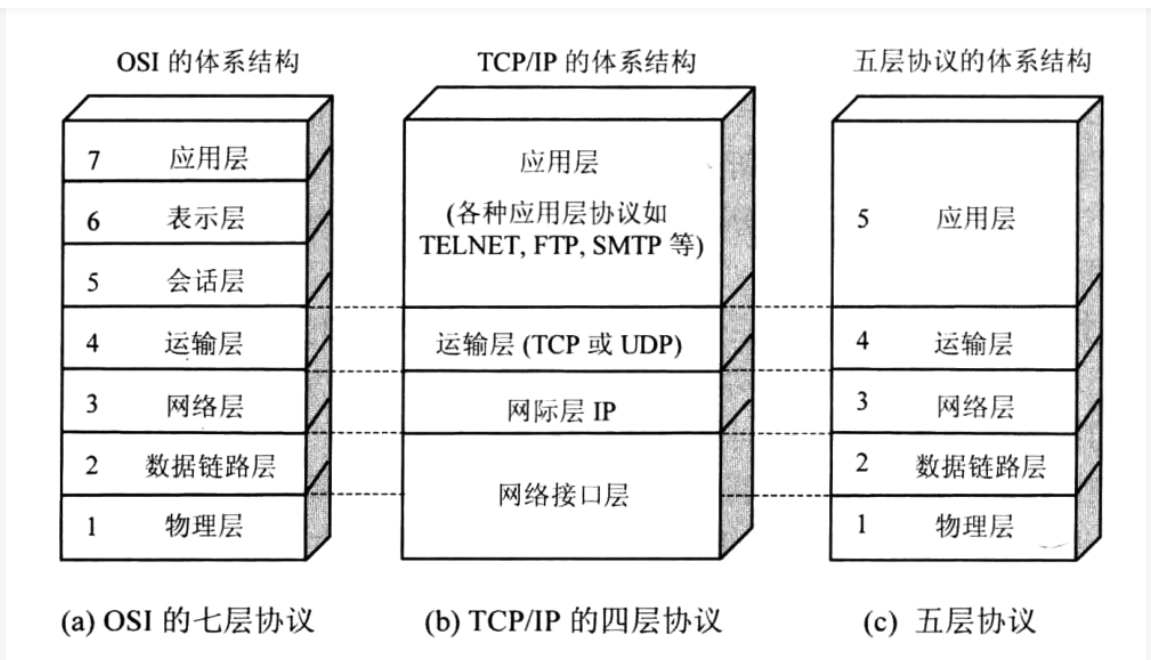 OSI 的体系结构
7 应用层
6 表示层
5 会话层
4 运输层
3 网络层
2 数据链路层
1 物理层
(a) OSI 的七层协议
TCP/IP 的体系结构
应用层
(各种应用层协议如
TELNET, FTP, SMTP 等)
运输层 (TCP 或 UDP)
网际层 IP
网络接口层
(b) TCP/IP 的四层协议
五层协议的体系结构
5 应用层
4 运输层
3 网络层
2 数据链路层
1 物理层
(c) 五层协议